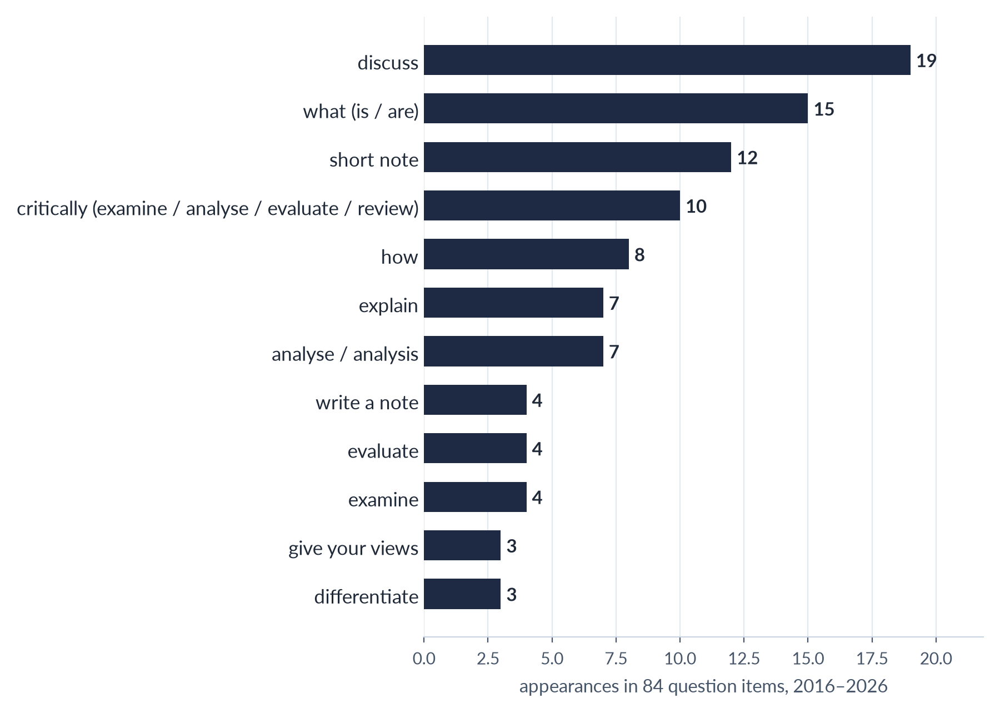 discuss 19
what (is / are) 15
short note 12
critically (examine / analyse / evaluate / review) 10
how 8
explain 7
analyse / analysis 7
write a note 4
evaluate 4
examine 4
give your views 3
differentiate 3
0.0 2.5 5.0 7.5 10.0 12.5 15.0 17.5 20.0
appearances in 84 question items, 2016–2026